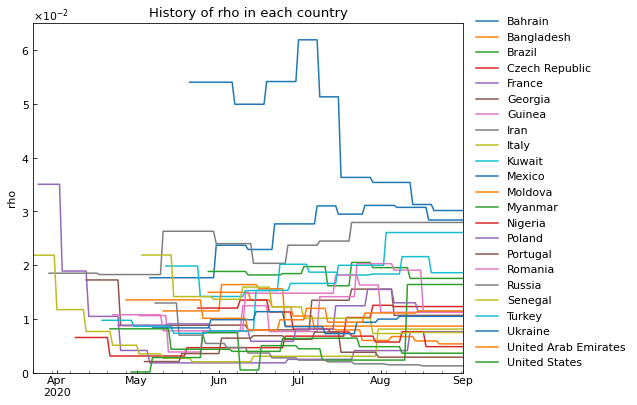 History of rho in each country
×10⁻²
6
5
4
3
2
1
0
rho
Apr
2020
May
Jun
Jul
Aug
Sep
Bahrain
Bangladesh
Brazil
Czech Republic
France
Georgia
Guinea
Iran
Italy
Kuwait
Mexico
Moldova
Myanmar
Nigeria
Poland
Portugal
Romania
Russia
Senegal
Turkey
Ukraine
United Arab Emirates
United States